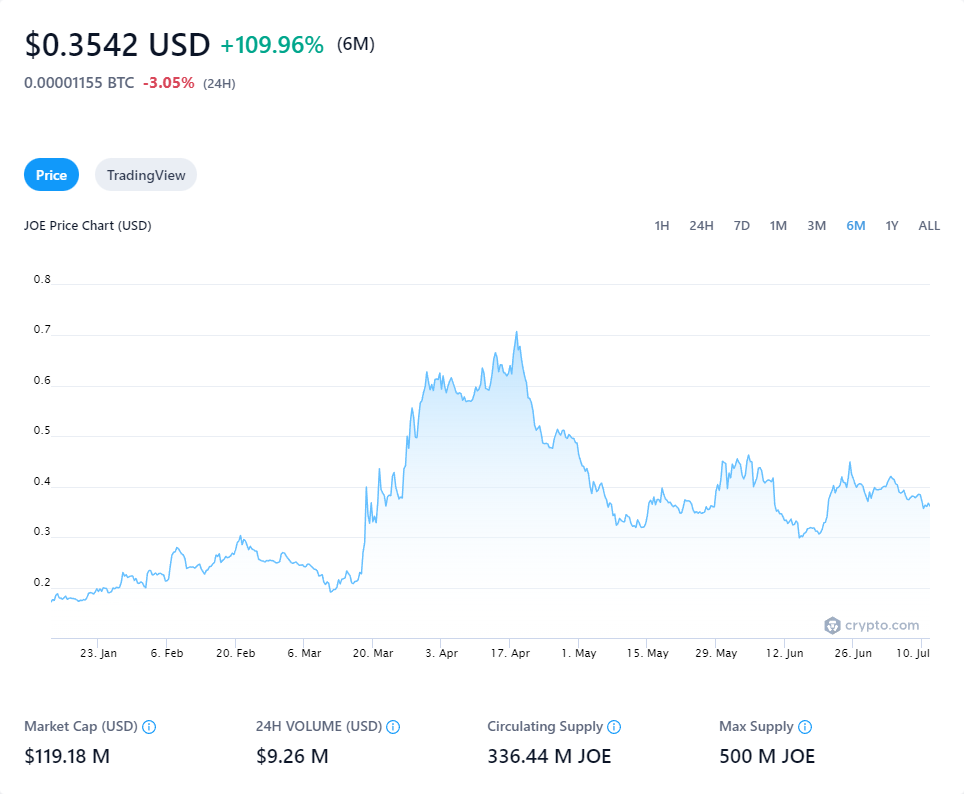 $0.3542 USD +109.96% (6M)
0.00001155 BTC -3.05% (24H)
Price TradingView
JOE Price Chart (USD) 1H 24H 7D 1M 3M 6M 1Y ALL
0.8
0.7
0.6
0.5
0.4
0.3
0.2
crypto.com
23. Jan 6. Feb 20. Feb 6. Mar 20. Mar 3. Apr 17. Apr 1. May 15. May 29. May 12. Jun 26. Jun 10. Jul
Market Cap (USD) 24H VOLUME (USD) Circulating Supply Max Supply
$119.18 M $9.26 M 336.44 M JOE 500 M JOE